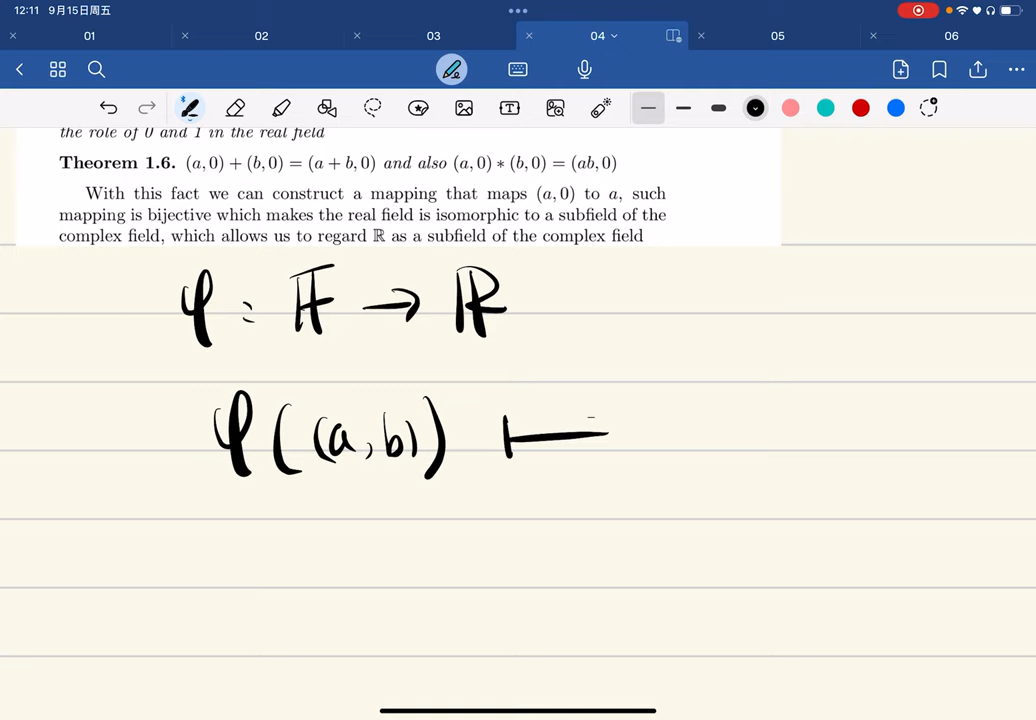 12:11 9月15日周五
01 02 03 04 05 06
the role of 0 and 1 in the real field
Theorem 1.6. (a, 0) + (b, 0) = (a + b, 0) and also (a, 0) ∗ (b, 0) = (ab, 0)
With this fact we can construct a mapping that maps (a, 0) to a, such
mapping is bijective which makes the real field is isomorphic to a subfield of the
complex field, which allows us to regard ℝ as a subfield of the complex field
φ : 𝔽 → ℝ
φ((a,b)) ⊢